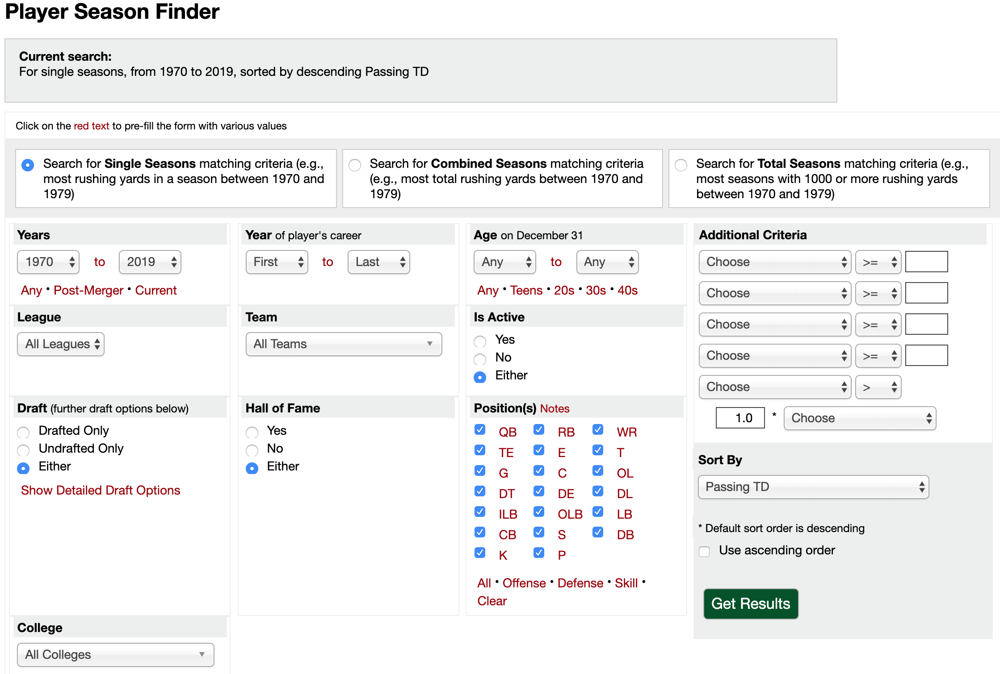 Player Season Finder
Current search:
For single seasons, from 1970 to 2019, sorted by descending Passing TD
Click on the red text to pre-fill the form with various values
Search for Single Seasons matching criteria (e.g.,
most rushing yards in a season between 1970 and
1979)
Search for Combined Seasons matching criteria
(e.g., most total rushing yards between 1970 and
1979)
Search for Total Seasons matching criteria (e.g.,
most seasons with 1000 or more rushing yards
between 1970 and 1979)
Years
1970 to 2019
Any • Post-Merger • Current
Year of player's career
First to Last
Age on December 31
Any to Any
Any • Teens • 20s • 30s • 40s
League
All Leagues
Team
All Teams
Is Active
Yes
No
Either
Draft (further draft options below)
Drafted Only
Undrafted Only
Either
Show Detailed Draft Options
Hall of Fame
Yes
No
Either
Position(s) Notes
QB RB WR
TE E T
G C OL
DT DE DL
ILB OLB LB
CB S DB
K P
All • Offense • Defense • Skill •
Clear
Additional Criteria
Choose >=
Choose >=
Choose >=
Choose >=
Choose >
1.0 * Choose
Sort By
Passing TD
* Default sort order is descending
Use ascending order
Get Results
College
All Colleges